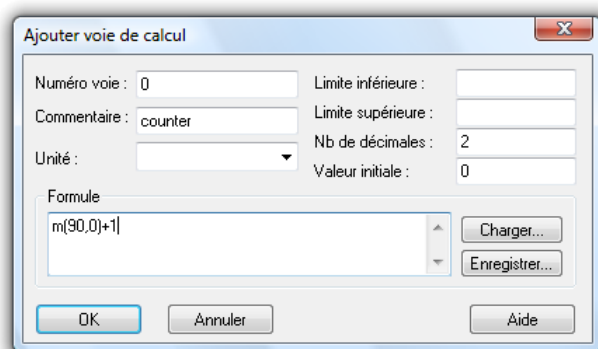 Ajouter voie de calcul
Numéro voie : 0
Limite inférieure :
Commentaire : counter
Limite supérieure :
Nb de décimales : 2
Unité :
Valeur initiale : 0
Formule
m(90,0)+1
Charger...
Enregistrer...
OK
Annuler
Aide